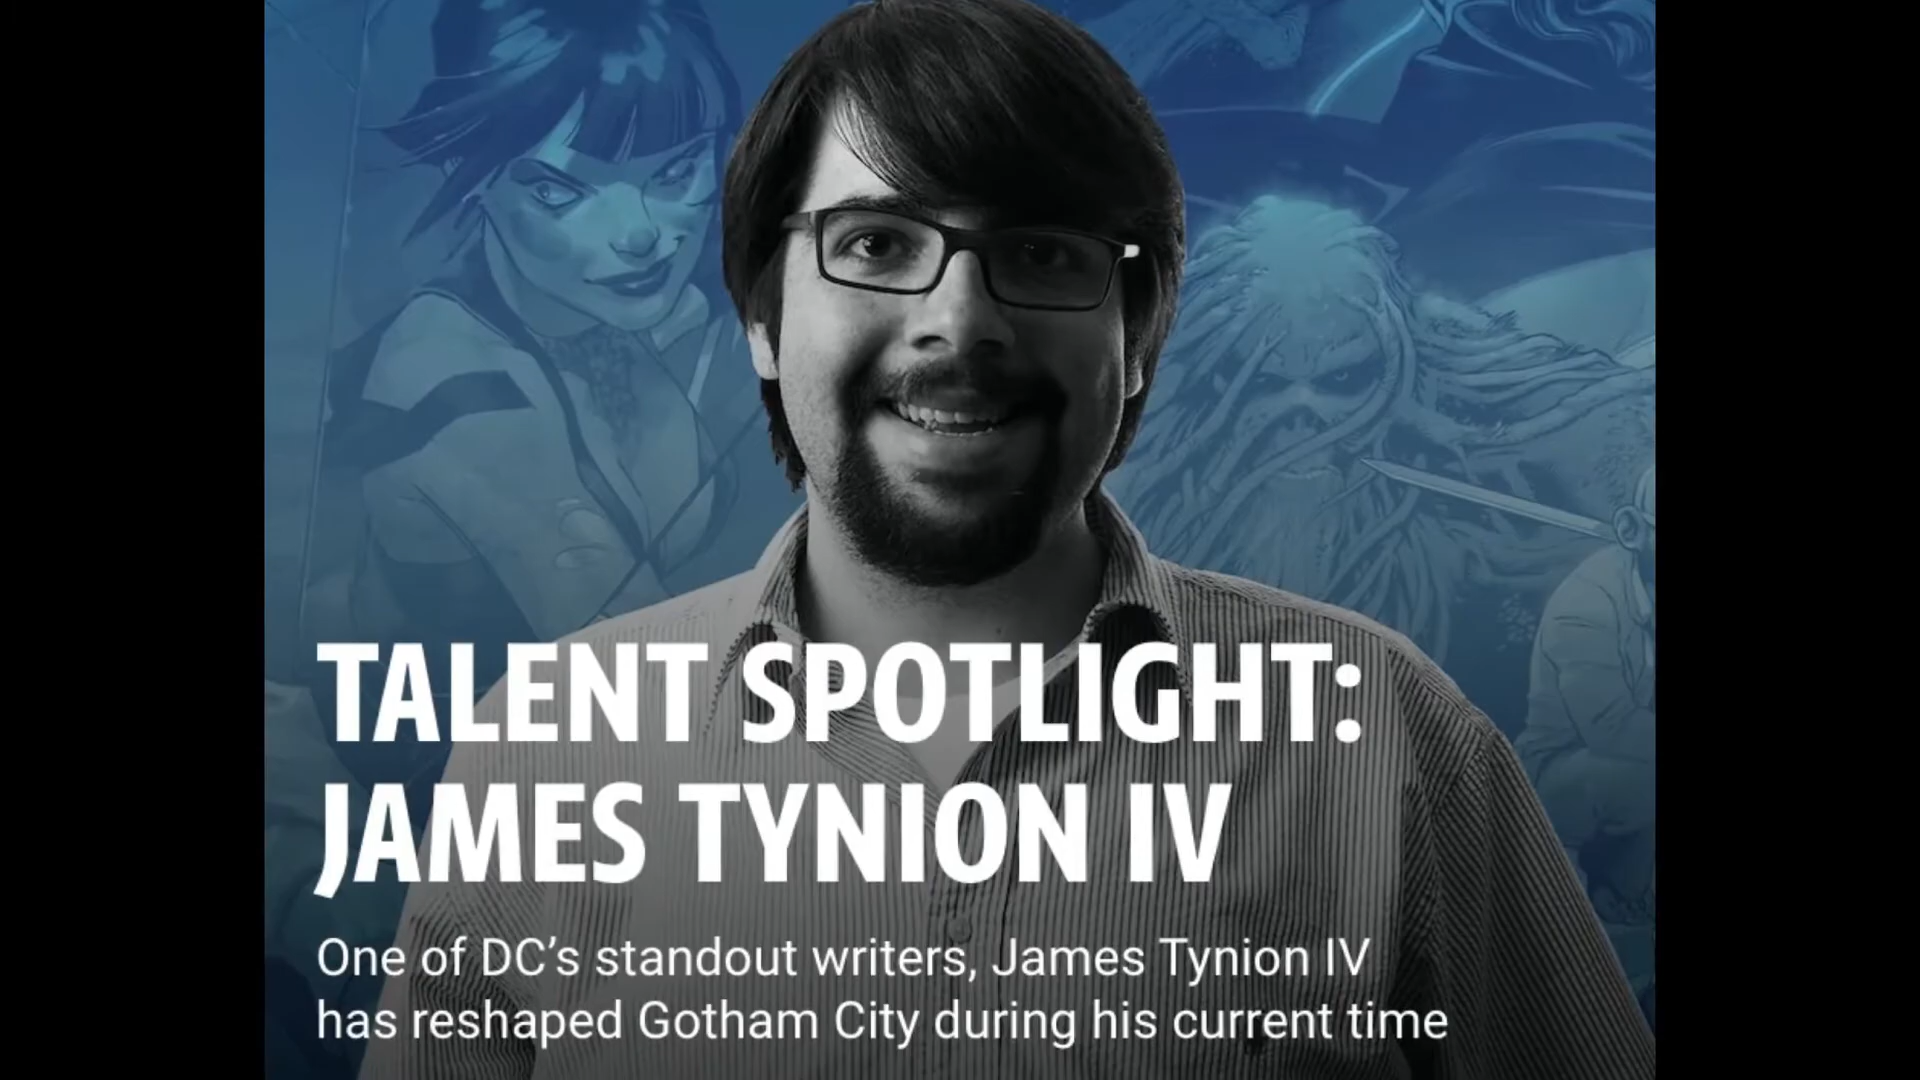 TALENT SPOTLIGHT:
JAMES TYNION IV
One of DC’s standout writers, James Tynion IV
has reshaped Gotham City during his current time